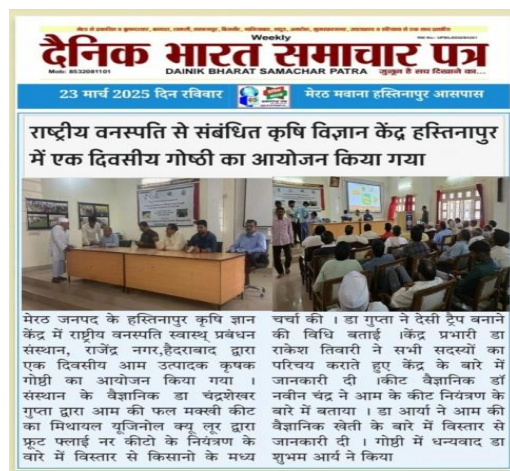 Weekly
दैनिक भारत समाचार पत्र
Mob: 8532081101 DAINIK BHARAT SAMACHAR PATRA जुनून है सच दिखाने का...
23 मार्च 2025 दिन रविवार मेरठ मवाना हस्तिनापुर आसपास
राष्ट्रीय वनस्पति से संबंधित कृषि विज्ञान केंद्र हस्तिनापुर
में एक दिवसीय गोष्ठी का आयोजन किया गया
मेरठ जनपद के हस्तिनापुर कृषि ज्ञान
केंद्र में राष्ट्रीय वनस्पति स्वास्थ् प्रबंधन
संस्थान, राजेंद्र नगर,हैदराबाद द्वारा
एक दिवसीय आम उत्पादक कृषक
गोष्ठी का आयोजन किया गया ।
संस्थान के वैज्ञानिक डा चंद्रशेखर
गुप्ता द्वारा आम की फल मक्खी कीट
का मिथायल यूजिनोल क्यू लूर द्वारा
फ्रूट फ्लाई नर कीटो के नियंत्रण के
वारे में विस्तार से किसानो के मध्य
चर्चा की । डा गुप्ता ने देसी ट्रैप बनाने
की विधि बताई ।केंद्र प्रभारी डा
राकेश तिवारी ने सभी सदस्यों का
परिचय कराते हुए केंद्र के बारे में
जानकारी दी ।कीट वैज्ञानिक डॉ
नवीन चंद्र ने आम के कीट नियंत्रण के
बारे में बताया । डा आर्या ने आम की
वैज्ञानिक खेती के बारे में विस्तार से
जानकारी दी । गोष्ठी में धन्यवाद डा
शुभम आर्य ने किया